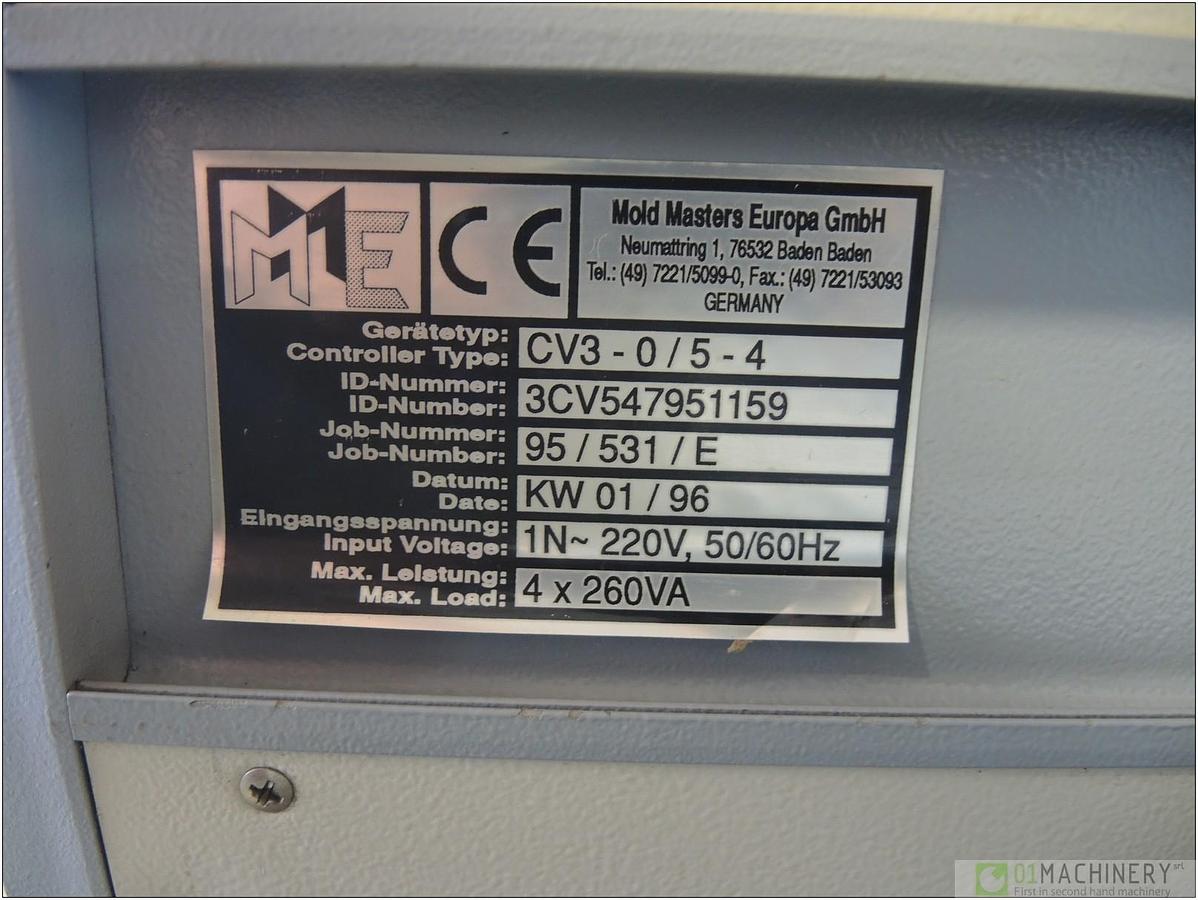 MME
CE
Mold Masters Europa GmbH
Neumattring 1, 76532 Baden Baden
Tel.: (49) 7221/5099-0, Fax.: (49) 7221/53093
GERMANY
Gerätetyp:
Controller Type: CV3 - 0 / 5 - 4
ID-Nummer:
ID-Number: 3CV547951159
Job-Nummer:
Job-Number: 95 / 531 / E
Datum:
Date: KW 01 / 96
Eingangsspannung:
Input Voltage: 1N~ 220V, 50/60Hz
Max. Leistung:
Max. Load: 4 x 260VA
01MACHINERY srl
First in second hand machinery